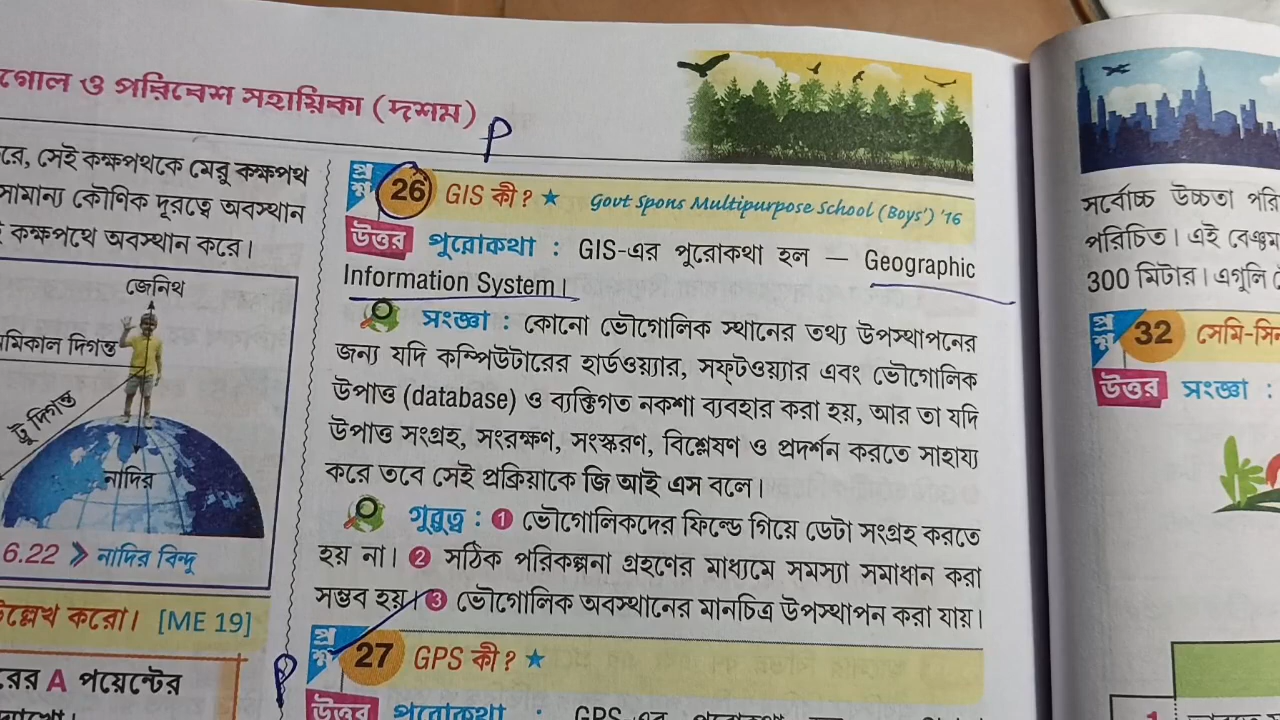 ও পরিবেশ সহায়িকা (দশম)
P
রে, সেই কক্ষপথকে মেরু কক্ষপথ
সামান্য কৌণিক দূরত্বে অবস্থান
কক্ষপথে অবস্থান করে।
জেনিথ
দিগন্ত
ট্রু দিগন্ত
নাদির
6.22 » নাদির বিন্দু
উল্লেখ করো। [ME 19]
A পয়েন্টের
প্রশ্ন 26 GIS কী? ★ Govt Spons Multipurpose School (Boys') '16
উত্তর পুরোকথা : GIS-এর পুরোকথা হল — Geographic
Information System।
সংজ্ঞা : কোনো ভৌগোলিক স্থানের তথ্য উপস্থাপনের
জন্য যদি কম্পিউটারের হার্ডওয়্যার, সফ্‌টওয়্যার এবং ভৌগোলিক
উপাত্ত (database) ও ব্যক্তিগত নকশা ব্যবহার করা হয়, আর তা যদি
উপাত্ত সংগ্রহ, সংরক্ষণ, সংস্করণ, বিশ্লেষণ ও প্রদর্শন করতে সাহায্য
করে তবে সেই প্রক্রিয়াকে জি আই এস বলে।
গুরুত্ব : 1 ভৌগোলিকদের ফিল্ডে গিয়ে ডেটা সংগ্রহ করতে
হয় না। 2 সঠিক পরিকল্পনা গ্রহণের মাধ্যমে সমস্যা সমাধান করা
সম্ভব হয়। 3 ভৌগোলিক অবস্থানের মানচিত্র উপস্থাপন করা যায়।
P
প্রশ্ন 27 GPS কী? ★
উত্তর পুরোকথা :
সর্বোচ্চ উচ্চতা
পরিচিত। এই
300 মিটার। এগুলি
প্রশ্ন 32 সেমি-
উত্তর সংজ্ঞা :